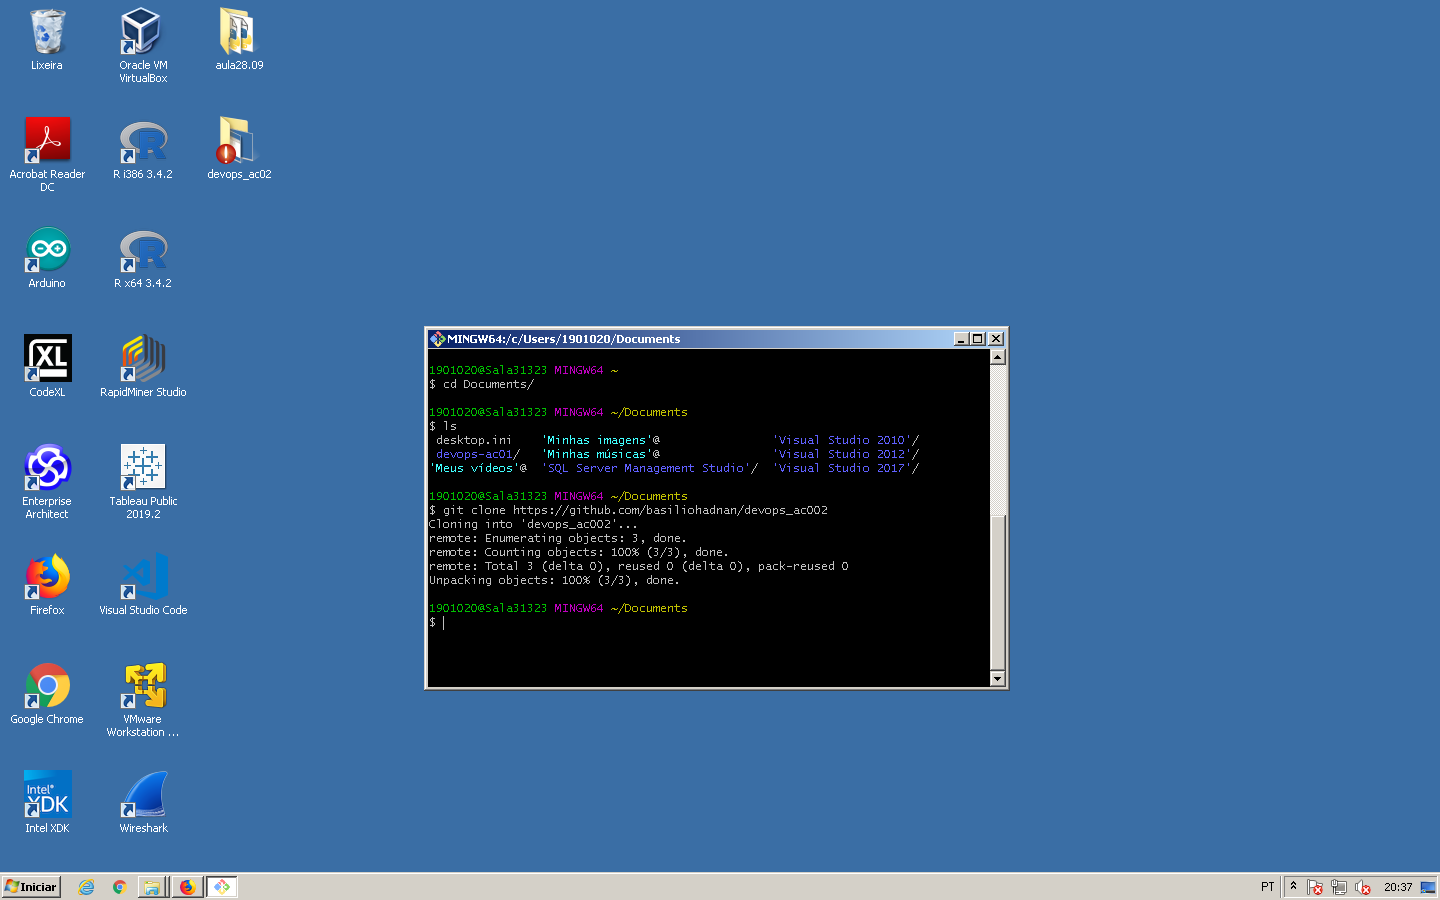 Lixeira
Oracle VM
VirtualBox
aula28.09
Acrobat Reader
DC
R i386 3.4.2
devops_ac02
Arduino
R x64 3.4.2
XL
CodeXL
RapidMiner Studio
Enterprise
Architect
Tableau Public
2019.2
Firefox
Visual Studio Code
Google Chrome
VMware
Workstation ...
Intel®
XDK
Intel XDK
Wireshark
MINGW64:/c/Users/1901020/Documents
1901020@Sala31323 MINGW64 ~
$ cd Documents/
1901020@Sala31323 MINGW64 ~/Documents
$ ls
desktop.ini 'Minhas imagens'@ 'Visual Studio 2010'/
devops-ac01/ 'Minhas músicas'@ 'Visual Studio 2012'/
'Meus vídeos'@ 'SQL Server Management Studio'/ 'Visual Studio 2017'/
1901020@Sala31323 MINGW64 ~/Documents
$ git clone https://github.com/basiliohadnan/devops_ac002
Cloning into 'devops_ac002'...
remote: Enumerating objects: 3, done.
remote: Counting objects: 100% (3/3), done.
remote: Total 3 (delta 0), reused 0 (delta 0), pack-reused 0
Unpacking objects: 100% (3/3), done.
1901020@Sala31323 MINGW64 ~/Documents
$
Iniciar
PT
20:37